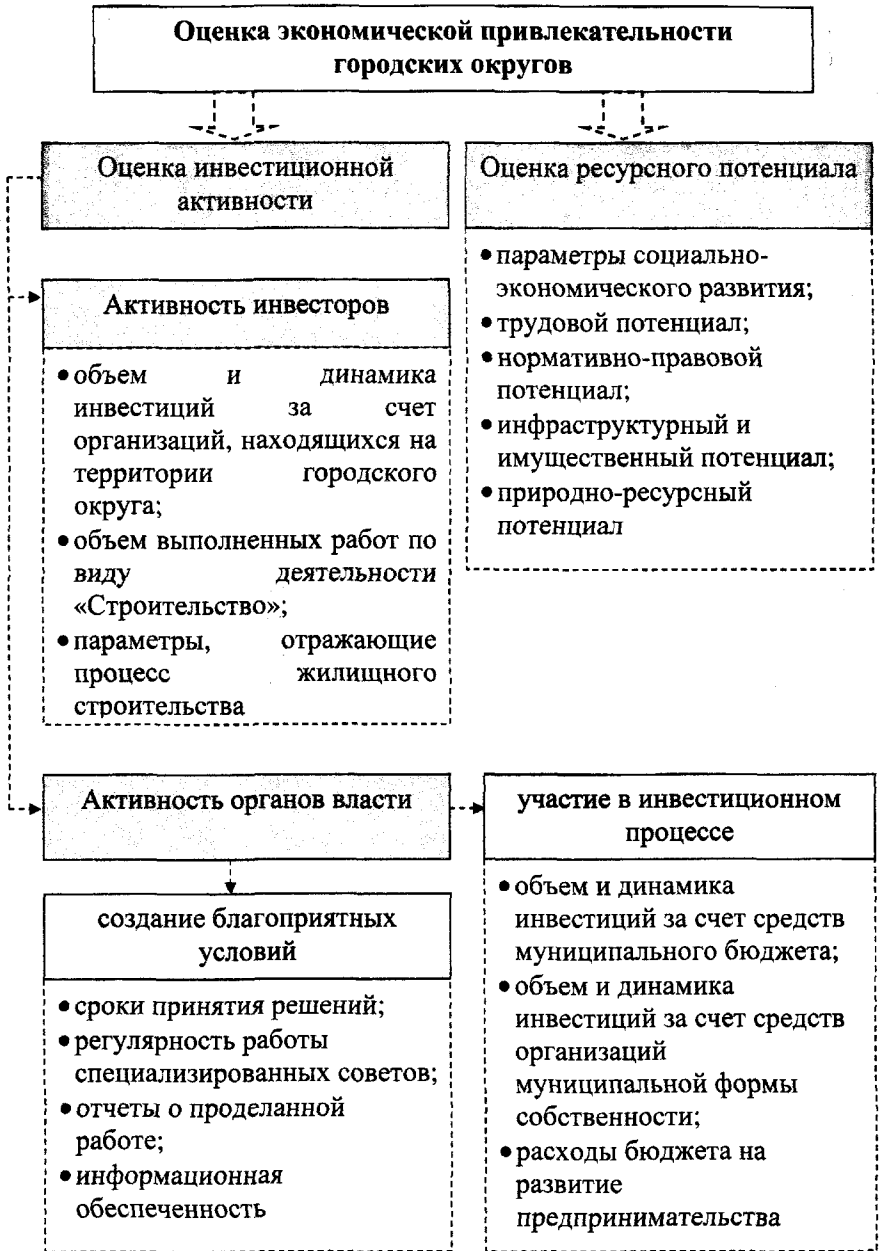 Оценка экономической привлекательности
городских округов
Оценка инвестиционной
активности
Оценка ресурсного потенциала
• параметры социально-
экономического развития;
• трудовой потенциал;
• нормативно-правовой
потенциал;
• инфраструктурный и
имущественный потенциал;
• природно-ресурсный
потенциал
Активность инвесторов
• объем и динамика
инвестиций за счет
организаций, находящихся на
территории городского
округа;
• объем выполненных работ по
виду деятельности
«Строительство»;
• параметры, отражающие
процесс жилищного
строительства
Активность органов власти
создание благоприятных
условий
• сроки принятия решений;
• регулярность работы
специализированных советов;
• отчеты о проделанной
работе;
• информационная
обеспеченность
участие в инвестиционном
процессе
• объем и динамика
инвестиций за счет средств
муниципального бюджета;
• объем и динамика
инвестиций за счет средств
организаций
муниципальной формы
собственности;
• расходы бюджета на
развитие
предпринимательства